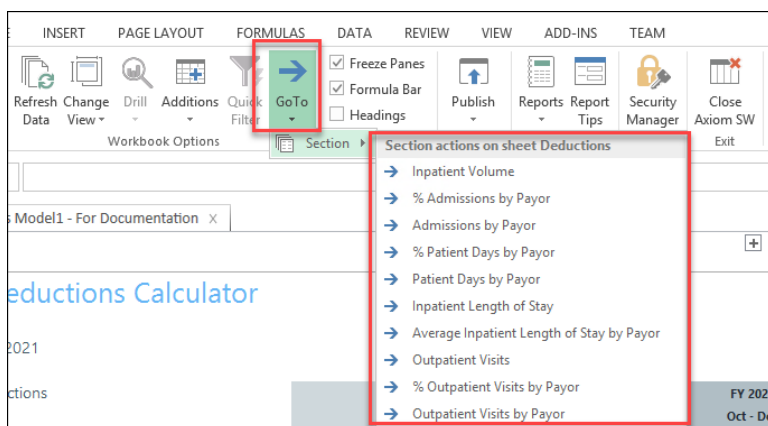 INSERT PAGE LAYOUT FORMULAS DATA REVIEW VIEW ADD-INS TEAM
Refresh Data
Change View
Drill
Additions
Quick Filter
GoTo
Freeze Panes
Formula Bar
Headings
Publish
Reports
Report Tips
Security Manager
Close Axiom SW
Workbook Options
Exit
Section
Section actions on sheet Deductions
Inpatient Volume
% Admissions by Payor
Admissions by Payor
% Patient Days by Payor
Patient Days by Payor
Inpatient Length of Stay
Average Inpatient Length of Stay by Payor
Outpatient Visits
% Outpatient Visits by Payor
Outpatient Visits by Payor
s Model1 - For Documentation
eductions Calculator
2021
ctions
FY 202
Oct - De